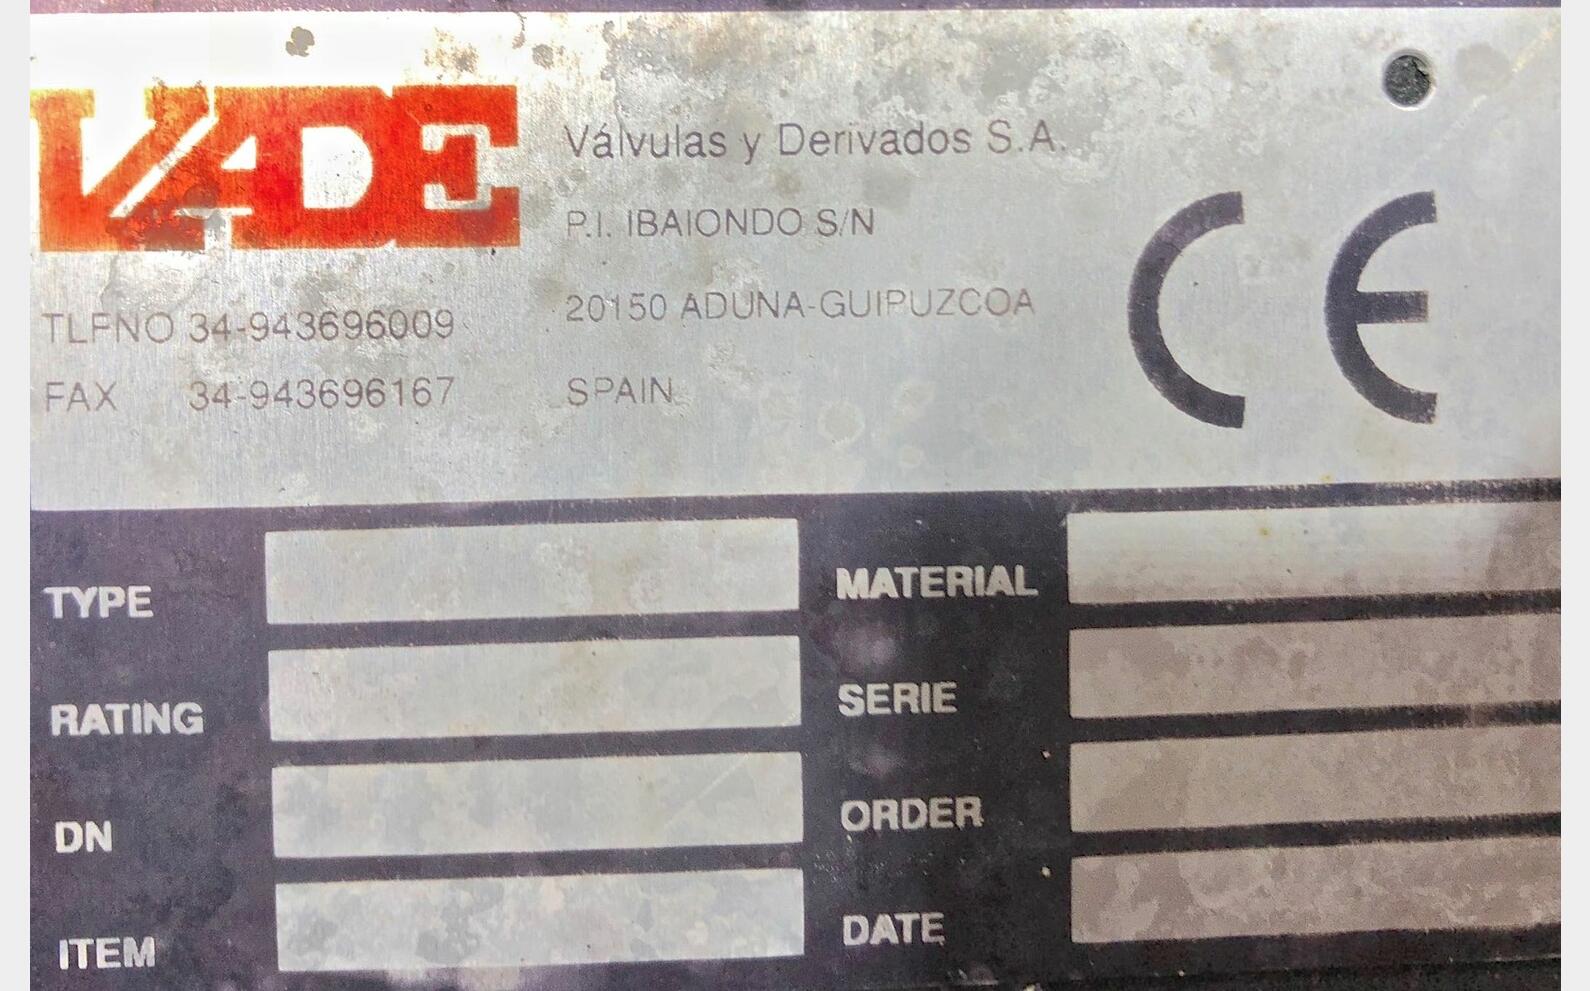 VADE
Válvulas y Derivados S.A.
P.I. IBAIONDO S/N
20150 ADUNA-GUIPUZCOA
SPAIN
TLFNO 34-943696009
FAX 34-943696167
CE
TYPE
RATING
DN
ITEM
MATERIAL
SERIE
ORDER
DATE